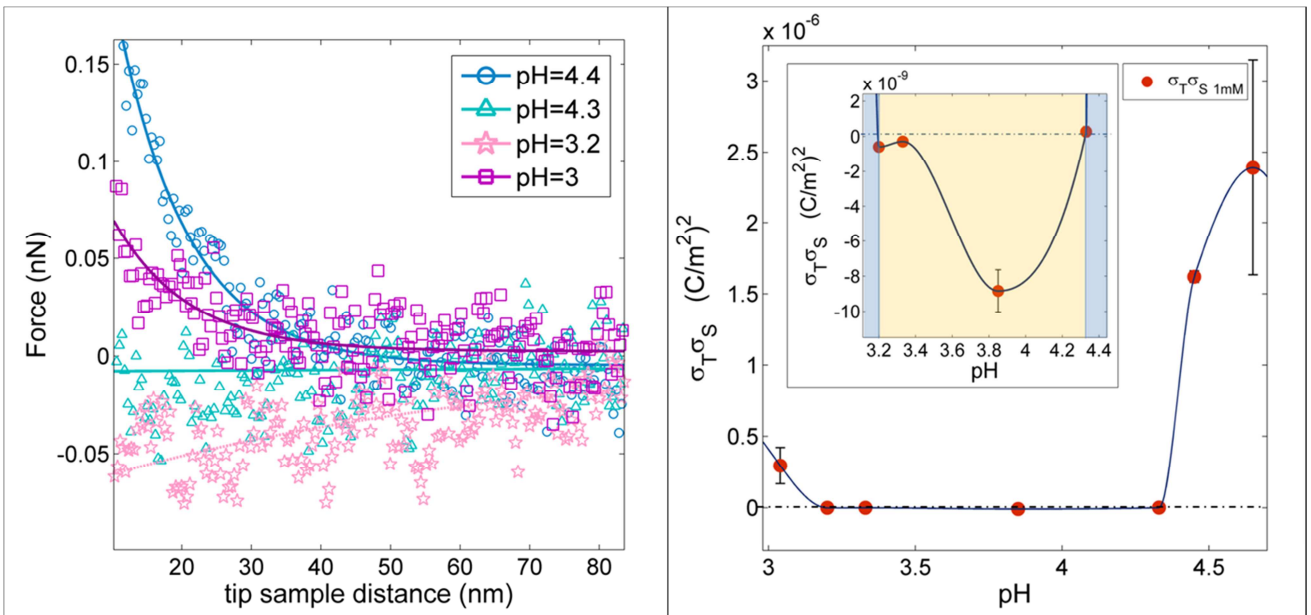 0.15
0.1
0.05
0
-0.05
Force (nN)
pH=4.4
pH=4.3
pH=3.2
pH=3
20 30 40 50 60 70 80
tip sample distance (nm)
x 10⁻⁶
3
2.5
2
1.5
1
0.5
0
σTσS (C/m²)²
σTσS 1mM
x 10⁻⁹
2
0
-2
-4
-6
-8
-10
σTσS (C/m²)²
3.2 3.6 3.8 4 4.2 4.4
pH
3 3.5 4 4.5
pH